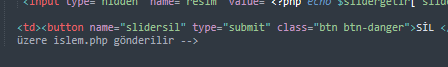 <input type="hidden" name="resim" value="<?php echo $slidergetir['slid
<td><button name="slidersil" type="submit" class="btn btn-danger">SİL <
üzere islem.php gönderilir -->